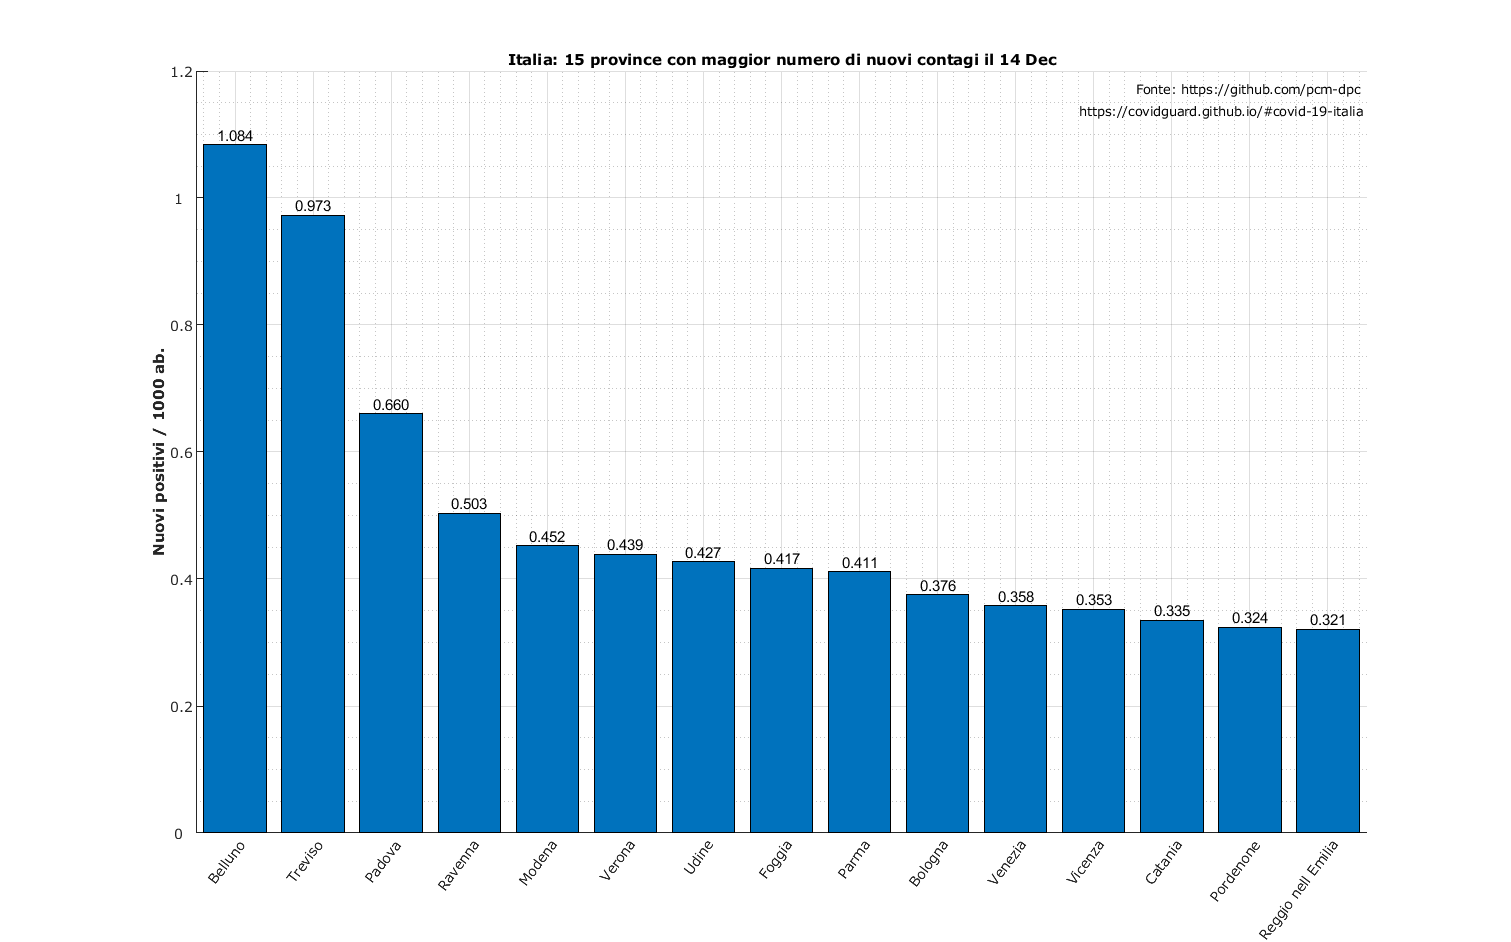 Italia: 15 province con maggior numero di nuovi contagi il 14 Dec
Fonte: https://github.com/pcm-dpc
https://covidguard.github.io/#covid-19-italia
Nuovi positivi / 1000 ab.
1.2
1
0.8
0.6
0.4
0.2
0
1.084
0.973
0.660
0.503
0.452
0.439
0.427
0.417
0.411
0.376
0.358
0.353
0.335
0.324
0.321
Belluno
Treviso
Padova
Ravenna
Modena
Verona
Udine
Foggia
Parma
Bologna
Venezia
Vicenza
Catania
Pordenone
Reggio nell Emilia